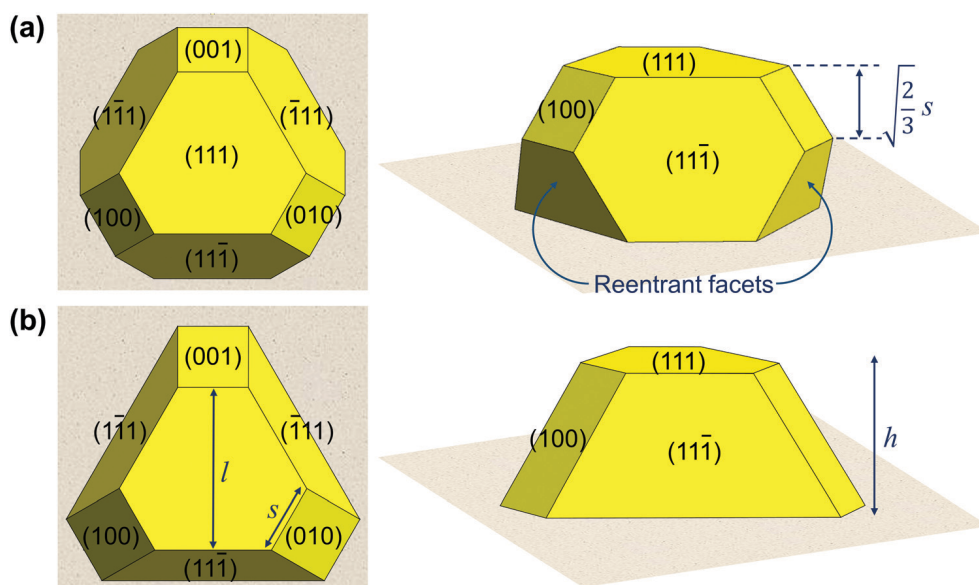 (a)
(001)
(11̄1)
(1̄11)
(111)
(100)
(010)
(111̄)
(111)
(100)
(111̄)
√2/3 s
Reentrant facets
(b)
(001)
(11̄1)
(1̄11)
l
s
(100)
(010)
(111̄)
(111)
(100)
(111̄)
h